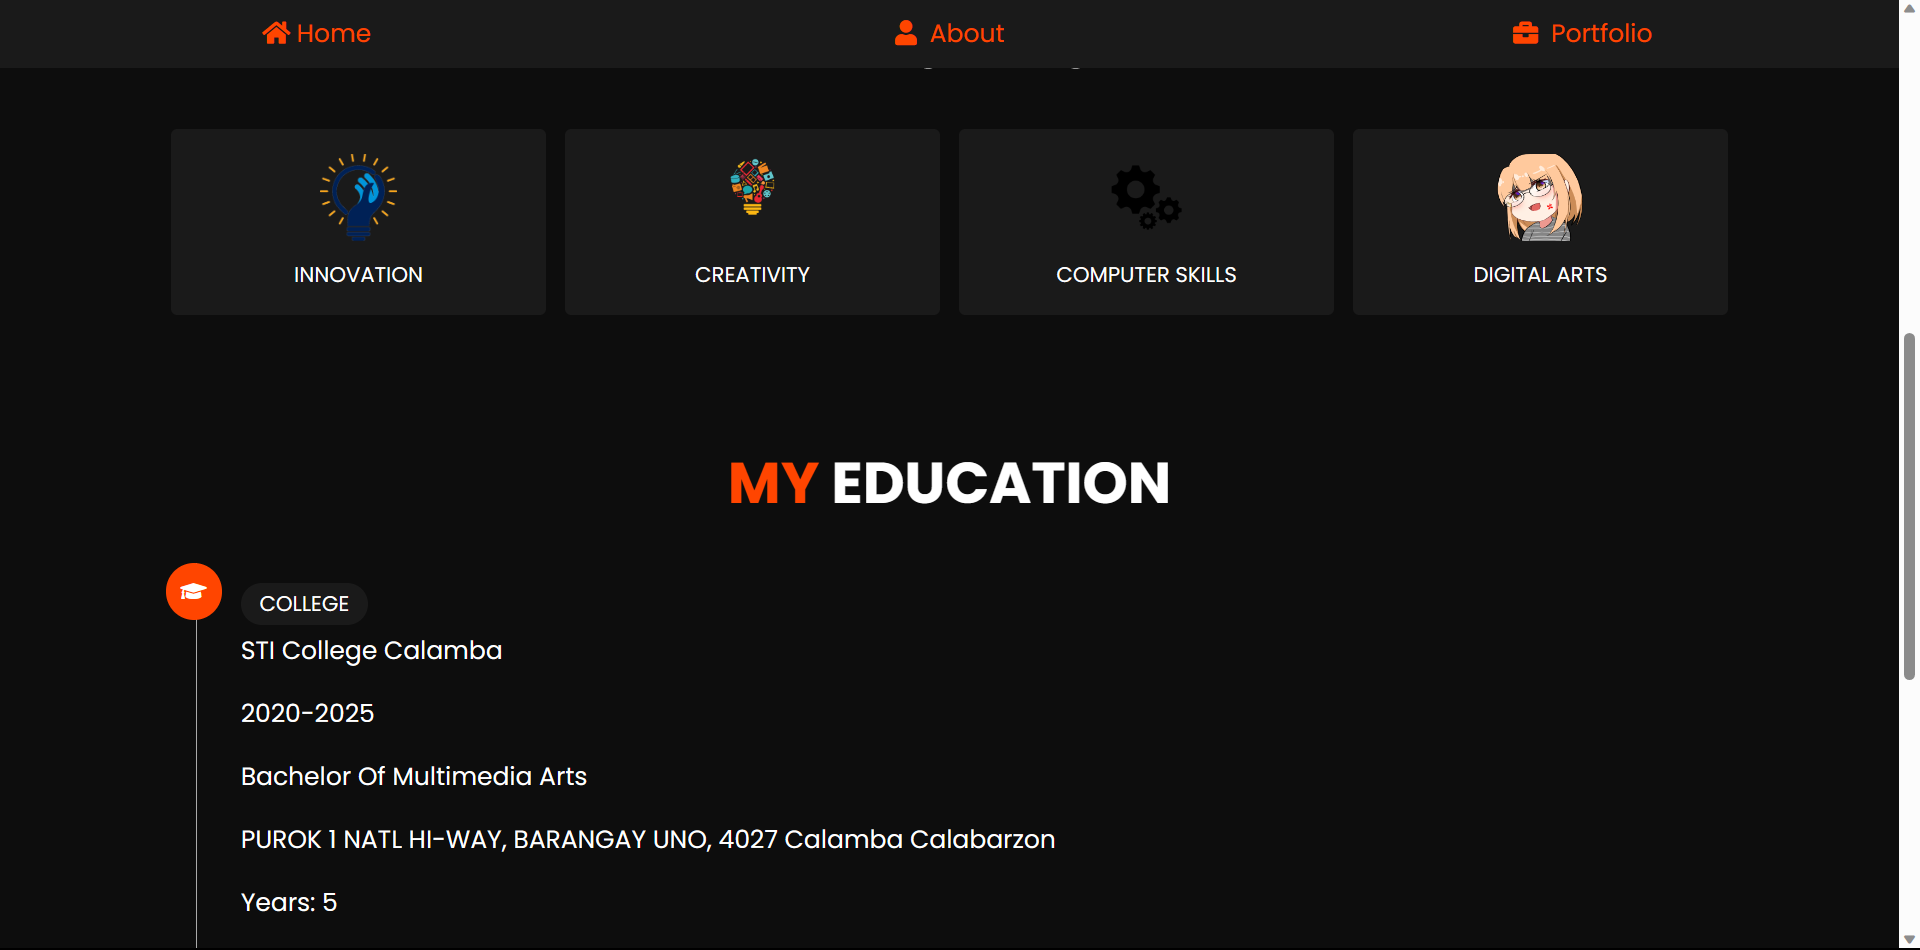 Home
About
Portfolio
INNOVATION
CREATIVITY
COMPUTER SKILLS
DIGITAL ARTS
MY EDUCATION
COLLEGE
STI College Calamba
2020-2025
Bachelor Of Multimedia Arts
PUROK 1 NATL HI-WAY, BARANGAY UNO, 4027 Calamba Calabarzon
Years: 5